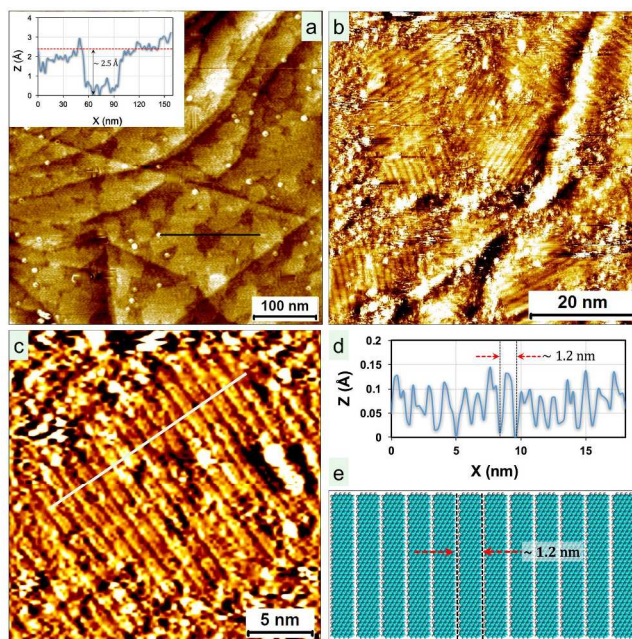 a
Z (Å)
4
3
2
1
0
~ 2.5 Å
0 30 60 90 120 150
X (nm)
100 nm
b
20 nm
c
5 nm
d
Z (Å)
0.2
0.15
0.1
0.05
0
~ 1.2 nm
0 5 10 15
X (nm)
e
~ 1.2 nm